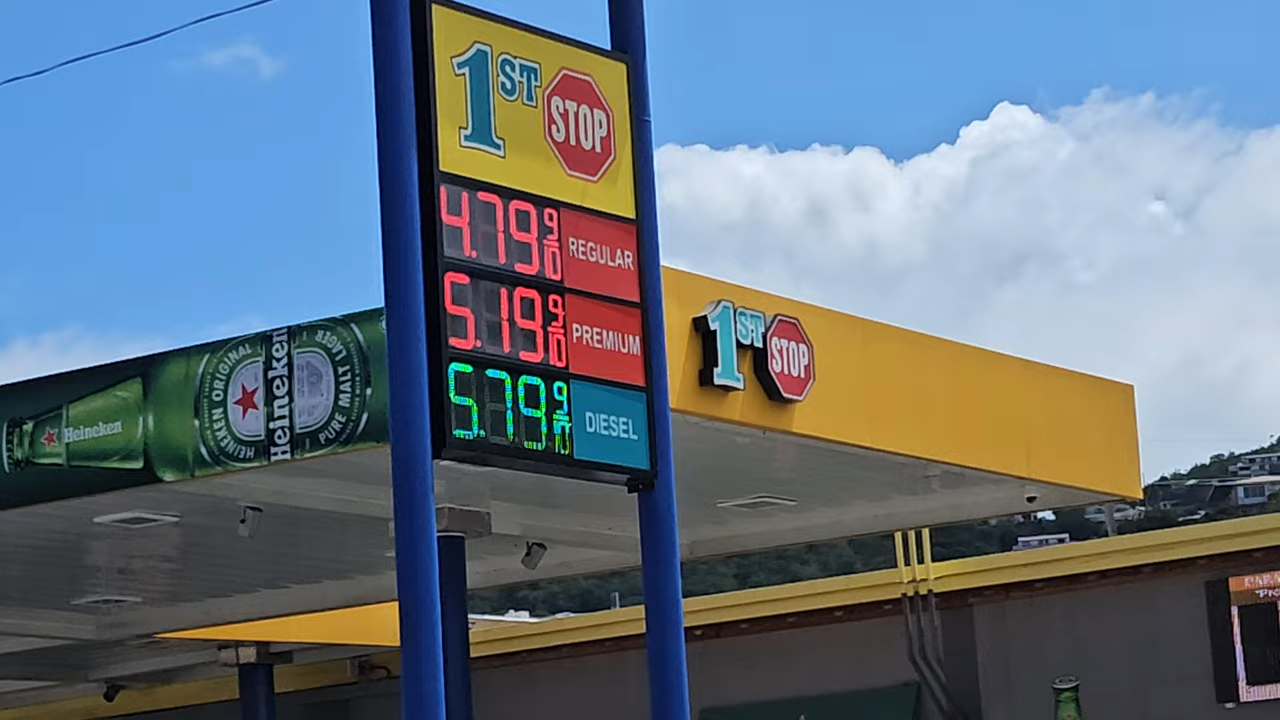 1ST STOP
4.79 9/10 REGULAR
5.19 9/10 PREMIUM
5.79 9/10 DIESEL
1ST STOP
Heineken
HEINEKEN ORIGINAL
Heineken
PURE MALT LAGER